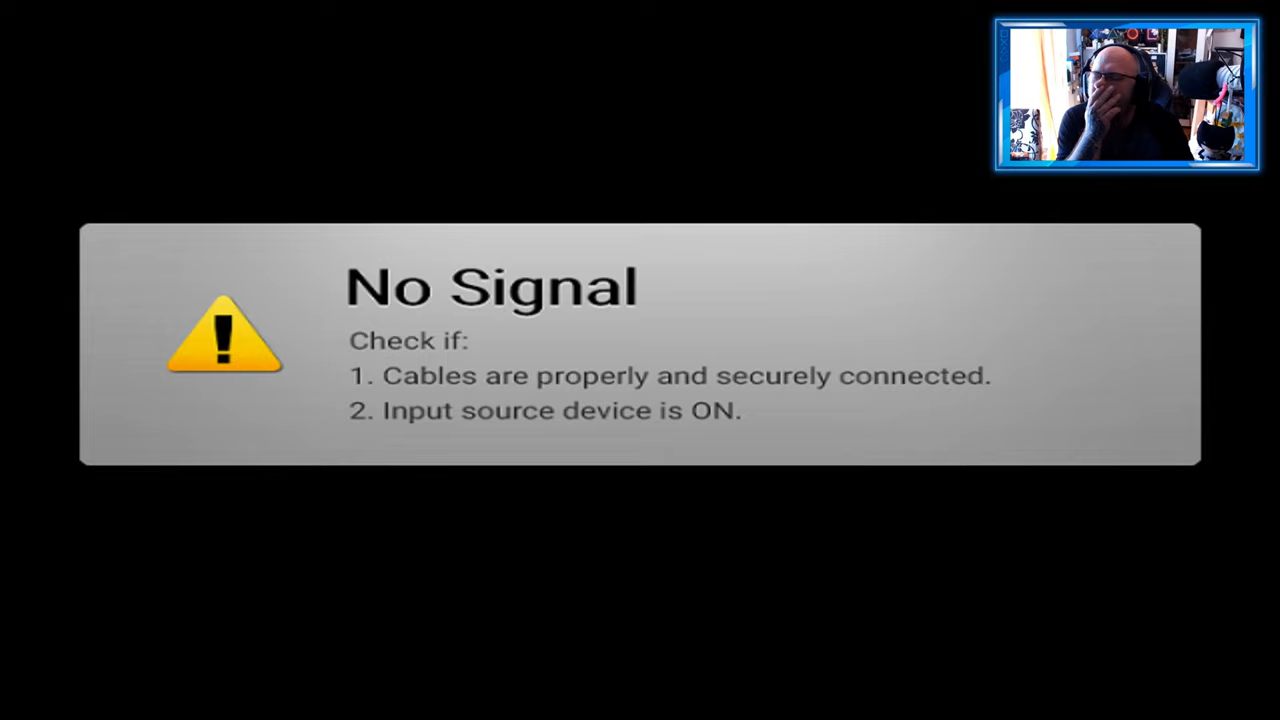 No Signal
Check if:
1. Cables are properly and securely connected.
2. Input source device is ON.